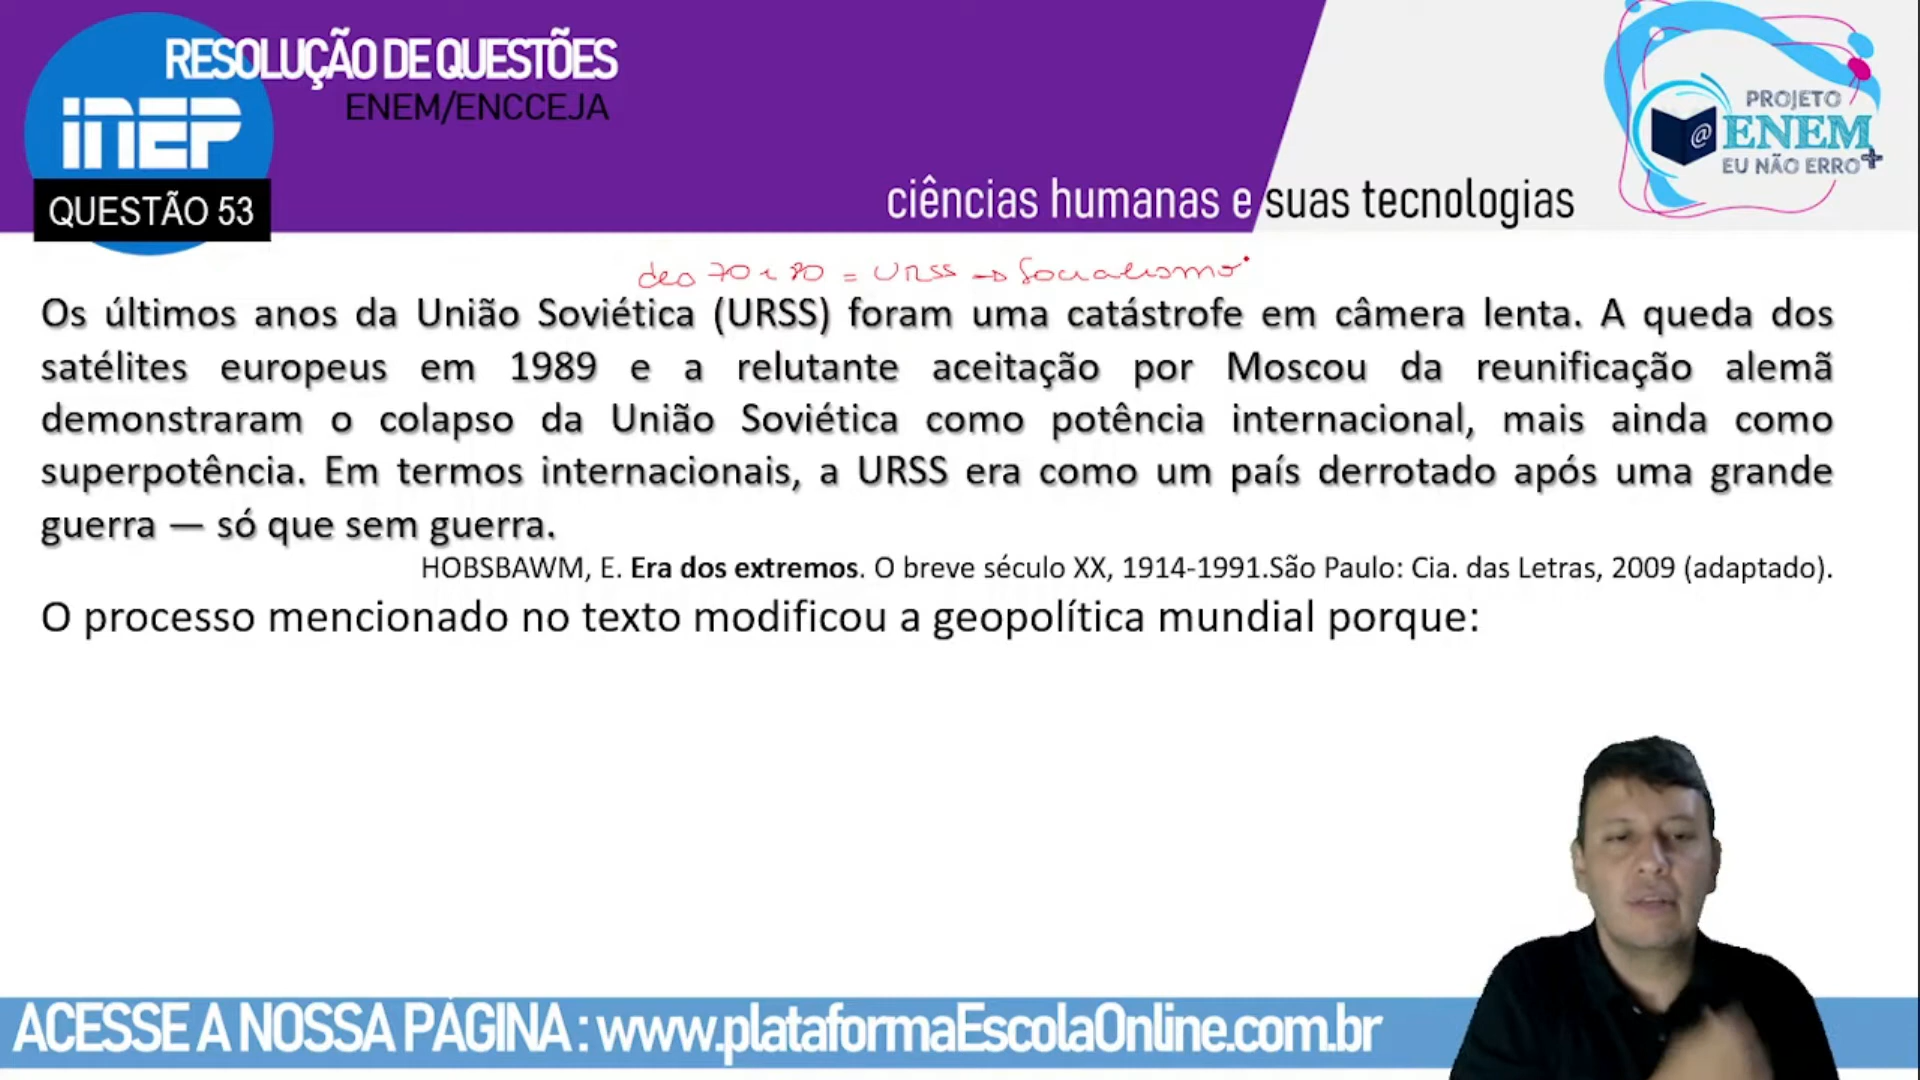 RESOLUÇÃO DE QUESTÕES
ENEM/ENCCEJA
inEP
QUESTÃO 53
ciências humanas e suas tecnologias
PROJETO
@ENEM
EU NÃO ERRO+
70 e 80 = URSS → Socialismo
Os últimos anos da União Soviética (URSS) foram uma catástrofe em câmera lenta. A queda dos
satélites europeus em 1989 e a relutante aceitação por Moscou da reunificação alemã
demonstraram o colapso da União Soviética como potência internacional, mais ainda como
superpotência. Em termos internacionais, a URSS era como um país derrotado após uma grande
guerra — só que sem guerra.
HOBSBAWM, E. Era dos extremos. O breve século XX, 1914-1991.São Paulo: Cia. das Letras, 2009 (adaptado).
O processo mencionado no texto modificou a geopolítica mundial porque:
ACESSE A NOSSA PÁGINA : www.plataformaEscolaOnline.com.br